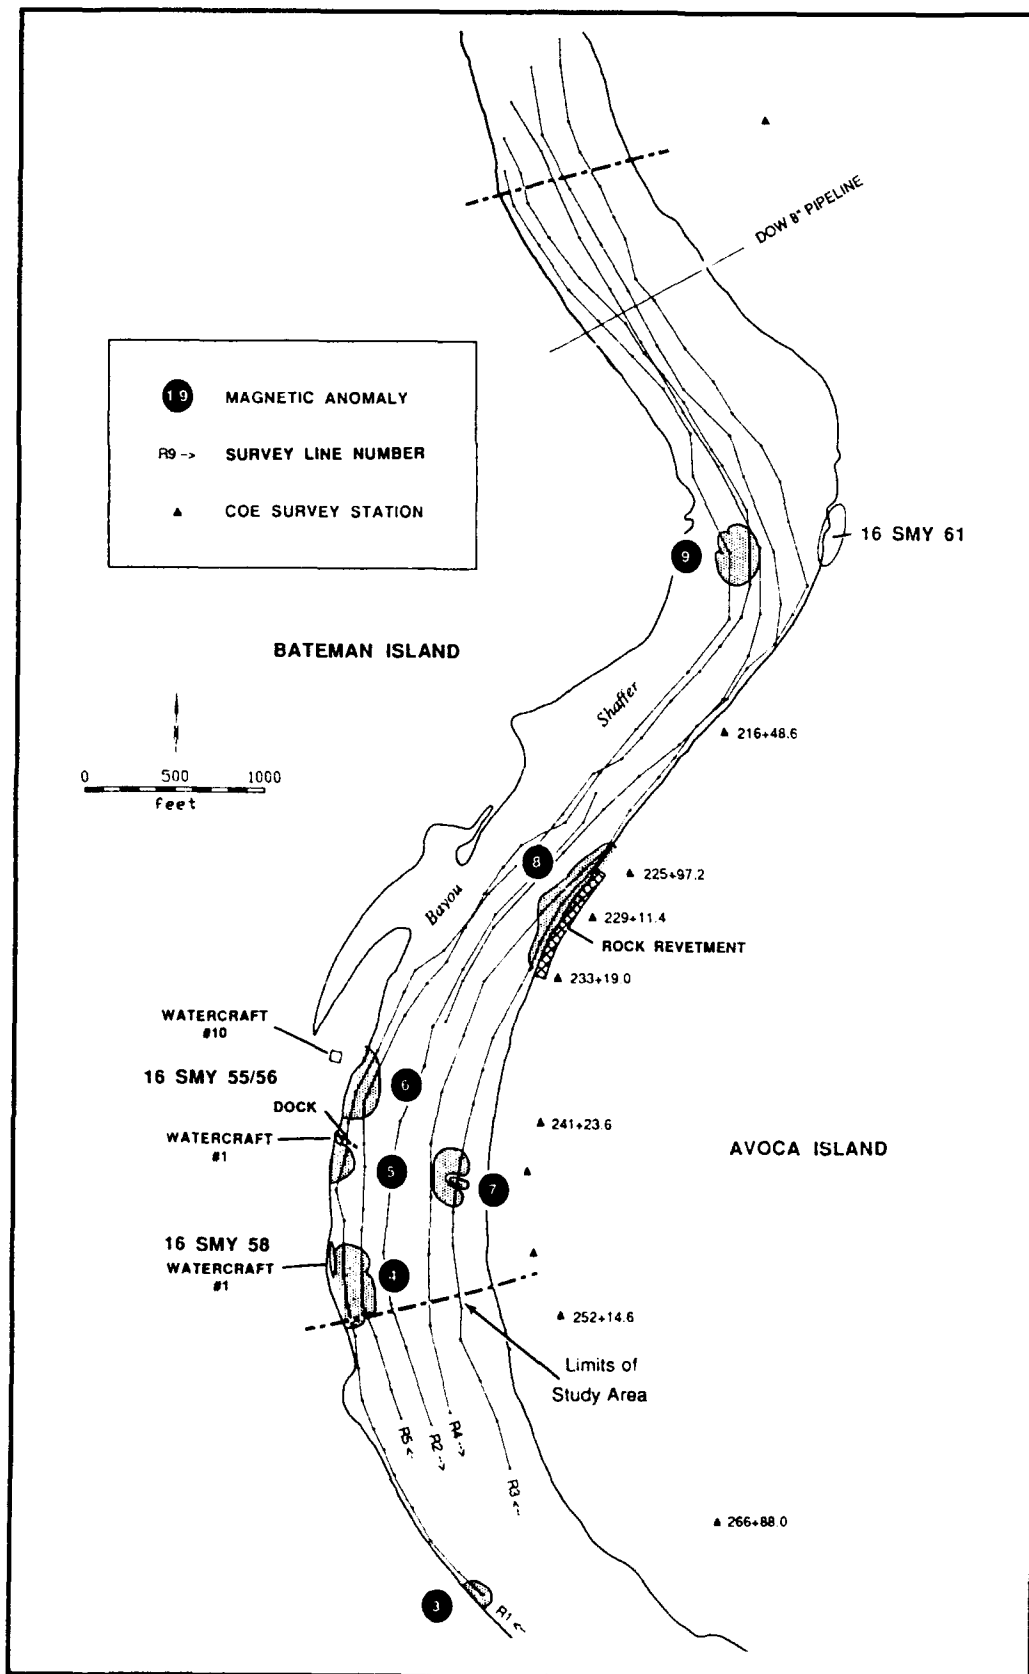 DOW 8" PIPELINE
19 MAGNETIC ANOMALY
R9 --> SURVEY LINE NUMBER
▲ COE SURVEY STATION
16 SMY 61
9
BATEMAN ISLAND
Shaffer
N
216+48.6
0 500 1000
feet
8
225+97.2
Bayou
229+11.4
ROCK REVETMENT
233+19.0
WATERCRAFT
#10
16 SMY 55/56
6
DOCK
241+23.6
WATERCRAFT
#1
5
AVOCA ISLAND
7
16 SMY 58
WATERCRAFT
#1
4
252+14.6
Limits of
Study Area
R5 <--
R2 -->
R4 -->
R3 <--
266+88.0
3
R1 <--